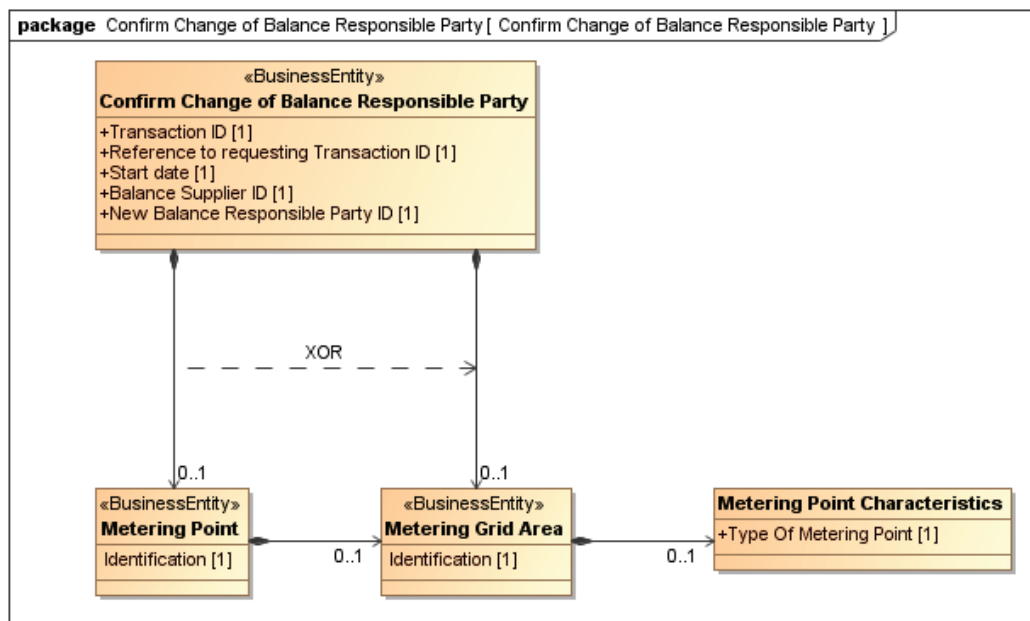 package Confirm Change of Balance Responsible Party [ Confirm Change of Balance Responsible Party ]
«BusinessEntity»
Confirm Change of Balance Responsible Party
+Transaction ID [1]
+Reference to requesting Transaction ID [1]
+Start date [1]
+Balance Supplier ID [1]
+New Balance Responsible Party ID [1]
XOR
0..1
0..1
«BusinessEntity»
Metering Point
Identification [1]
0..1
«BusinessEntity»
Metering Grid Area
Identification [1]
0..1
Metering Point Characteristics
+Type Of Metering Point [1]